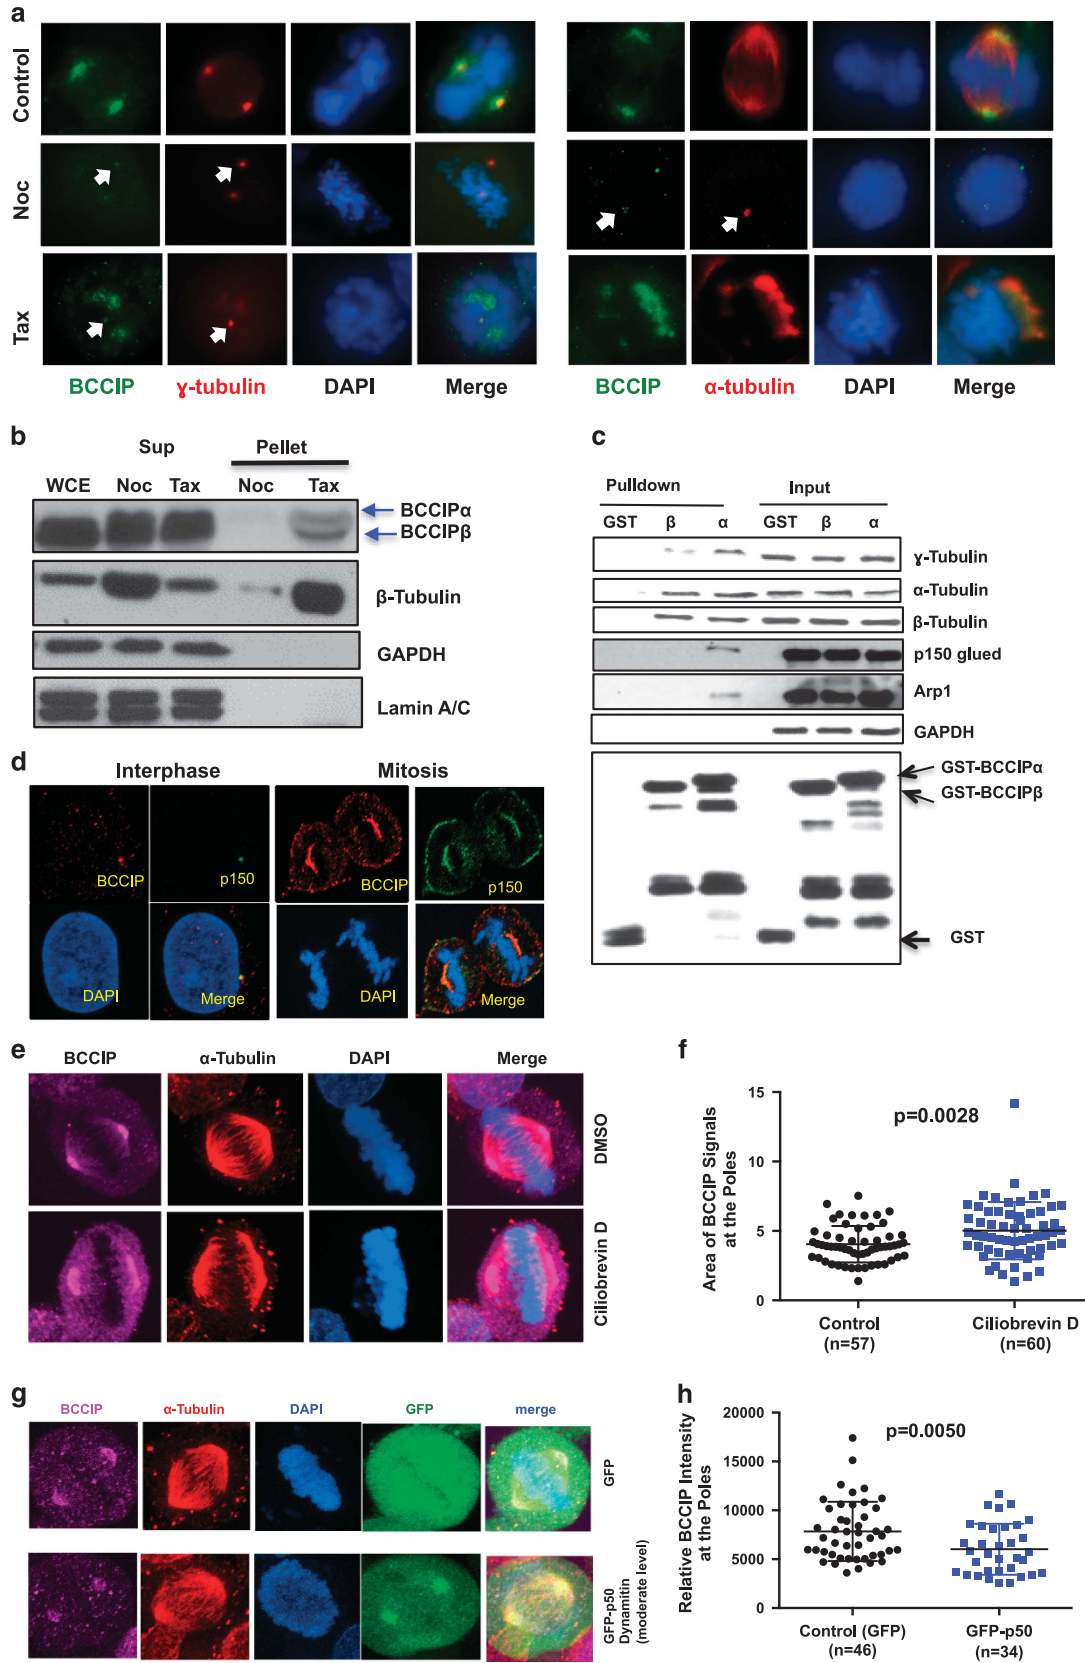 a
Control
Noc
Tax
BCCIP γ-tubulin DAPI Merge
BCCIP α-tubulin DAPI Merge
b
Sup Pellet
WCE Noc Tax Noc Tax
BCCIPα
BCCIPβ
β-Tubulin
GAPDH
Lamin A/C
c
Pulldown Input
GST β α GST β α
γ-Tubulin
α-Tubulin
β-Tubulin
p150 glued
Arp1
GAPDH
GST-BCCIPα
GST-BCCIPβ
GST
d
Interphase Mitosis
BCCIP p150 BCCIP p150
DAPI Merge DAPI Merge
e
BCCIP α-Tubulin DAPI Merge
DMSO
Ciliobrevin D
f
Area of BCCIP Signals
at the Poles
15
10
5
0
p=0.0028
Control
(n=57)
Ciliobrevin D
(n=60)
g
BCCIP α-Tubulin DAPI GFP merge
GFP
GFP-p50
Dynamitin
(moderate level)
h
Relative BCCIP Intensity
at the Poles
20000
15000
10000
5000
0
p=0.0050
Control (GFP)
(n=46)
GFP-p50
(n=34)